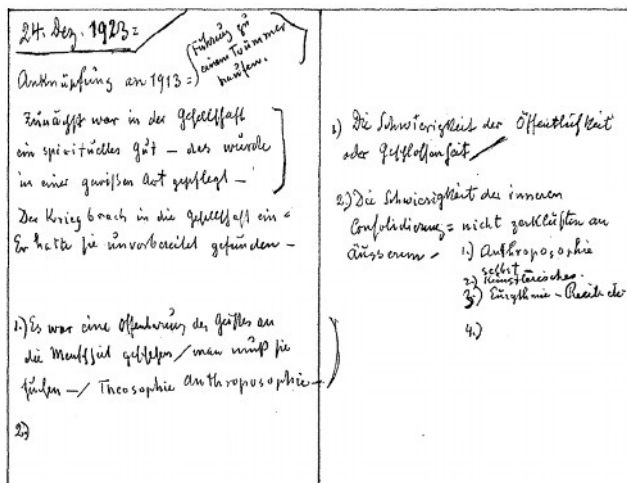 24. Dez. 1923 =
Führung zu
einem Trümmer
haufen.
Anknüpfung an 1913 =
Zunächst war in der Gesellschaft
ein spirituelles Gut — das wurde
in einer gewißen Art gepflegt —
Der Krieg brach in die Gesellschaft ein =
Er hatte sie unvorbereitet gefunden —
1.) Es war eine Offenbarung des Geistes an
die Menschheit geschehen / man muß sie
suchen — / Theosophie Anthroposophie —
2.)
1.) Die Schwierigkeit der Öffentlichkeit
oder Geschlossenheit /
2.) Die Schwierigkeit der inneren
Consolidierung = nicht zerklüften an
äusserem —
1.) Anthroposophie
selbst
2.) Künstlerisches.
3.) Eurythmie –
4.)